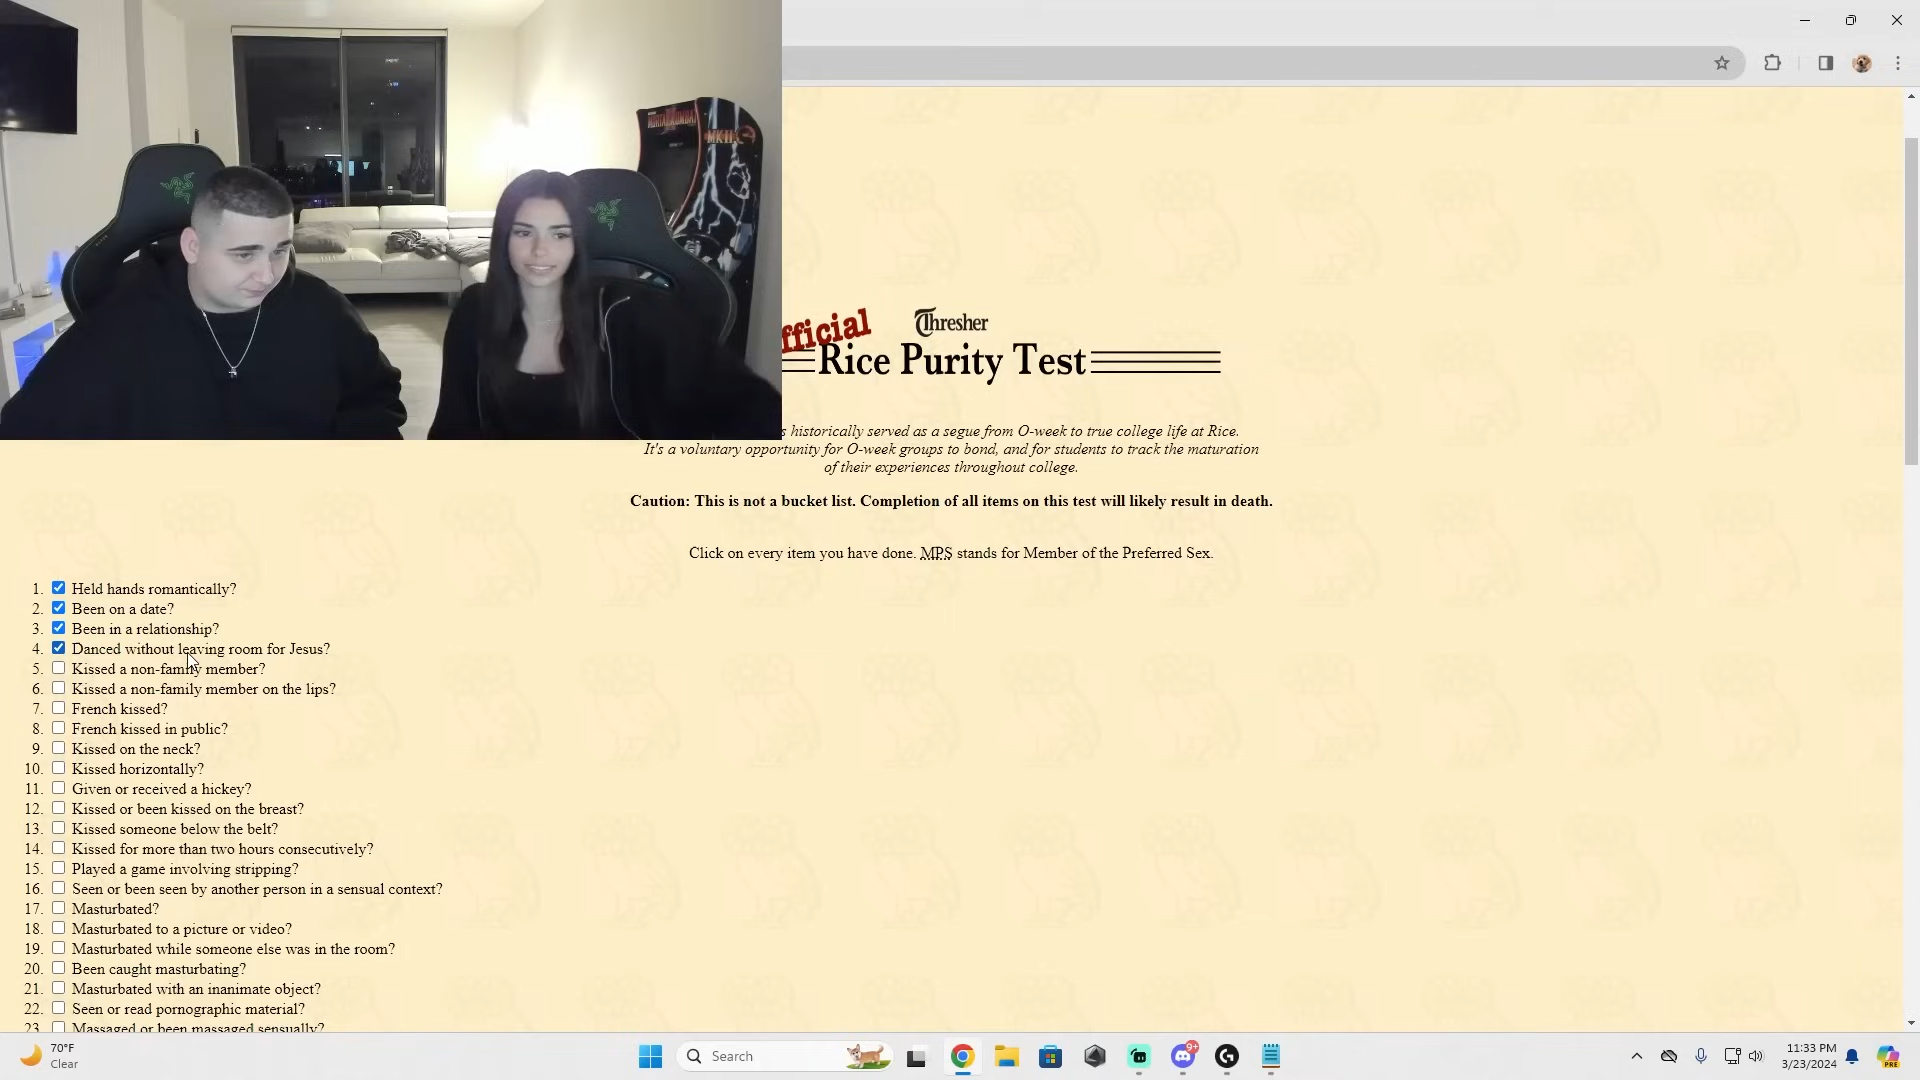 MORTAL KOMBAT
MKII
fficial
Thresher
Rice Purity Test
s historically served as a segue from O-week to true college life at Rice.
It's a voluntary opportunity for O-week groups to bond, and for students to track the maturation
of their experiences throughout college.
Caution: This is not a bucket list. Completion of all items on this test will likely result in death.
Click on every item you have done. MPS stands for Member of the Preferred Sex.
1. Held hands romantically?
2. Been on a date?
3. Been in a relationship?
4. Danced without leaving room for Jesus?
5. Kissed a non-family member?
6. Kissed a non-family member on the lips?
7. French kissed?
8. French kissed in public?
9. Kissed on the neck?
10. Kissed horizontally?
11. Given or received a hickey?
12. Kissed or been kissed on the breast?
13. Kissed someone below the belt?
14. Kissed for more than two hours consecutively?
15. Played a game involving stripping?
16. Seen or been seen by another person in a sensual context?
17. Masturbated?
18. Masturbated to a picture or video?
19. Masturbated while someone else was in the room?
20. Been caught masturbating?
21. Masturbated with an inanimate object?
22. Seen or read pornographic material?
23. Massaged or been massaged sensually?
70°F
Clear
Search
9+
11:33 PM
3/23/2024
PRE